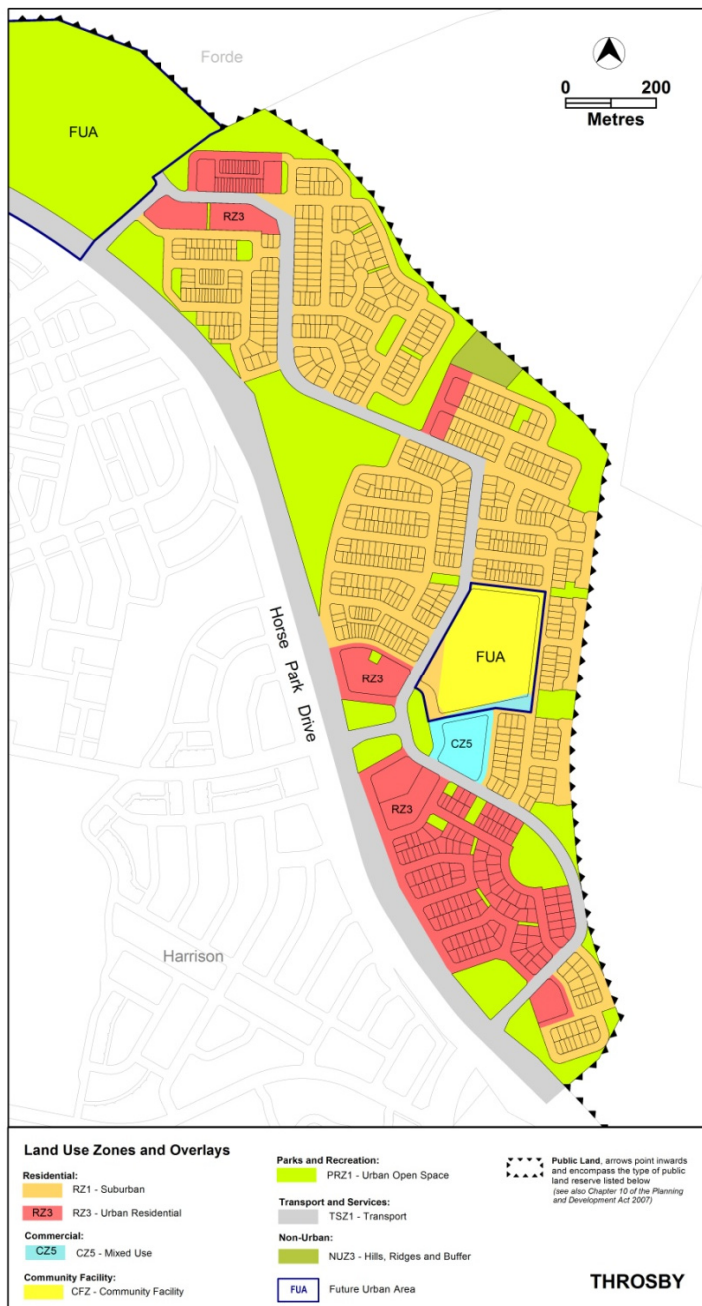 Forde
0 200
Metres
FUA
RZ3
Horse Park Drive
FUA
RZ3
CZ5
RZ3
Harrison
Land Use Zones and Overlays
Residential:
RZ1 - Suburban
RZ3 RZ3 - Urban Residential
Commercial:
CZ5 CZ5 - Mixed Use
Community Facility:
CFZ - Community Facility
Parks and Recreation:
PRZ1 - Urban Open Space
Transport and Services:
TSZ1 - Transport
Non-Urban:
NUZ3 - Hills, Ridges and Buffer
FUA Future Urban Area
Public Land, arrows point inwards
and encompass the type of public
land reserve listed below
(see also Chapter 10 of the Planning
and Development Act 2007)
THROSBY